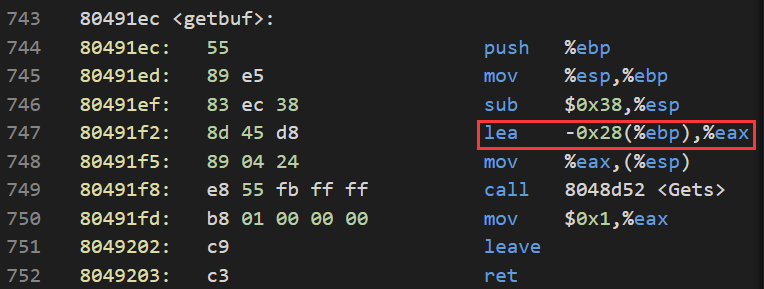 743 80491ec <getbuf>:
744 80491ec: 55 push %ebp
745 80491ed: 89 e5 mov %esp,%ebp
746 80491ef: 83 ec 38 sub $0x38,%esp
747 80491f2: 8d 45 d8 lea -0x28(%ebp),%eax
748 80491f5: 89 04 24 mov %eax,(%esp)
749 80491f8: e8 55 fb ff ff call 8048d52 <Gets>
750 80491fd: b8 01 00 00 00 mov $0x1,%eax
751 8049202: c9 leave
752 8049203: c3 ret